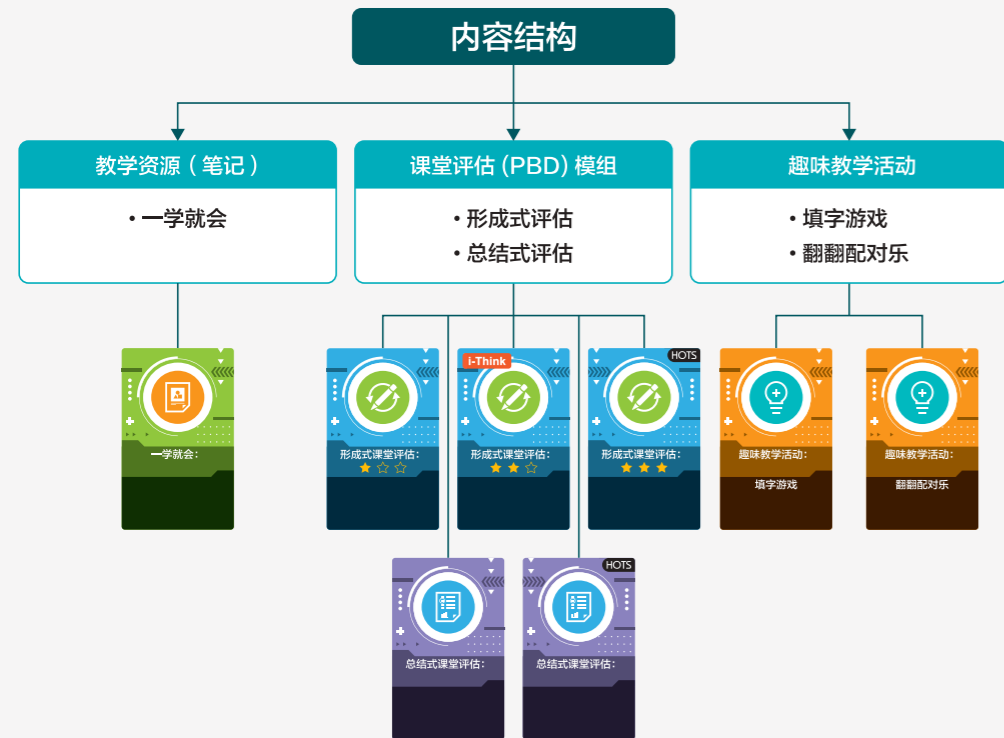 内容结构
教学资源（笔记）
• 一学就会
课堂评估 (PBD) 模组
• 形成式评估
• 总结式评估
趣味教学活动
• 填字游戏
• 翻翻配对乐
一学就会：
形成式课堂评估：
i-Think
形成式课堂评估：
HOTS
形成式课堂评估：
趣味教学活动：
填字游戏
趣味教学活动：
翻翻配对乐
总结式课堂评估：
HOTS
总结式课堂评估：